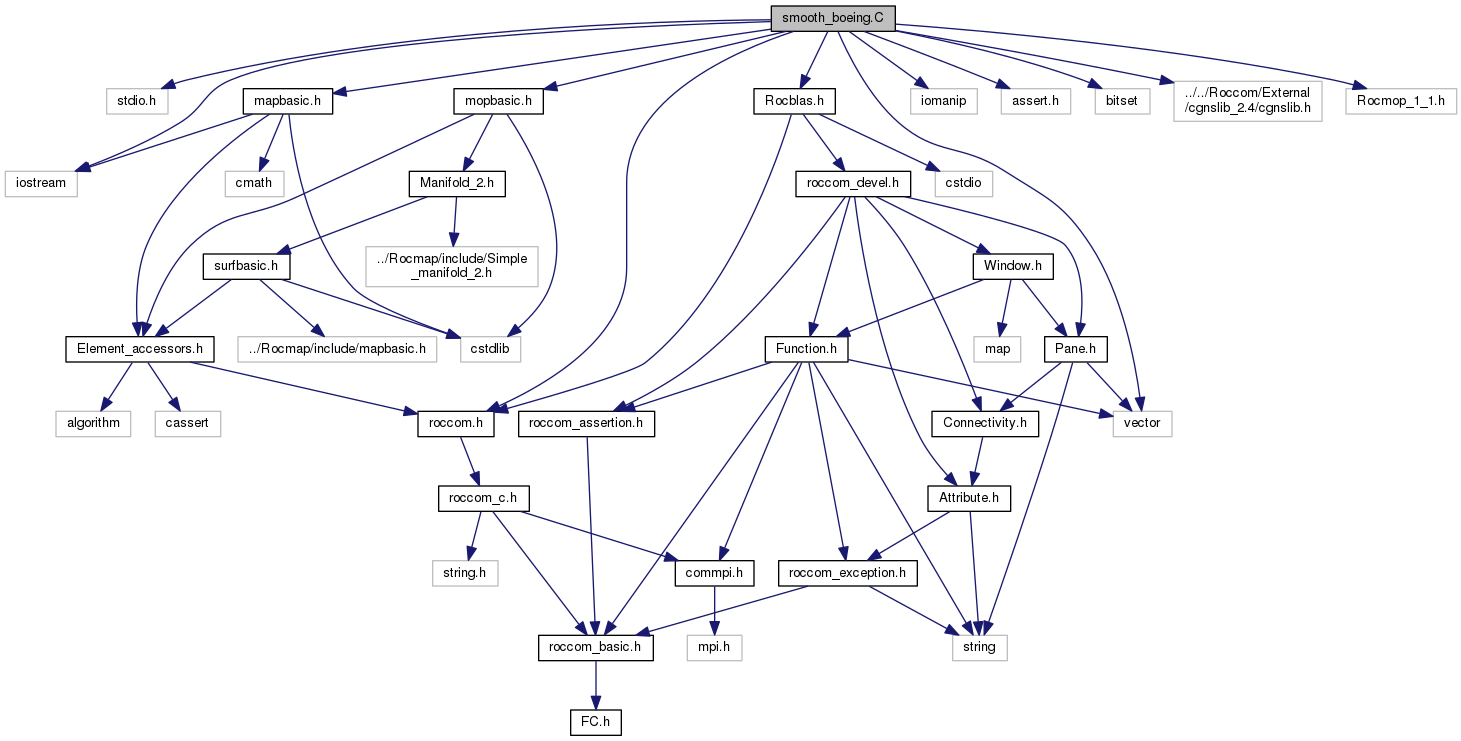 smooth_boeing.C
stdio.h
mapbasic.h
mopbasic.h
Rocblas.h
iomanip
assert.h
bitset
../../Roccom/External
/cgnslib_2.4/cgnslib.h
Rocmop_1_1.h
iostream
cmath
Manifold_2.h
roccom_devel.h
cstdio
surfbasic.h
../Rocmap/include/Simple
_manifold_2.h
Window.h
Element_accessors.h
../Rocmap/include/mapbasic.h
cstdlib
Function.h
map
Pane.h
algorithm
cassert
roccom.h
roccom_assertion.h
Connectivity.h
vector
roccom_c.h
Attribute.h
string.h
commpi.h
roccom_exception.h
roccom_basic.h
mpi.h
string
FC.h